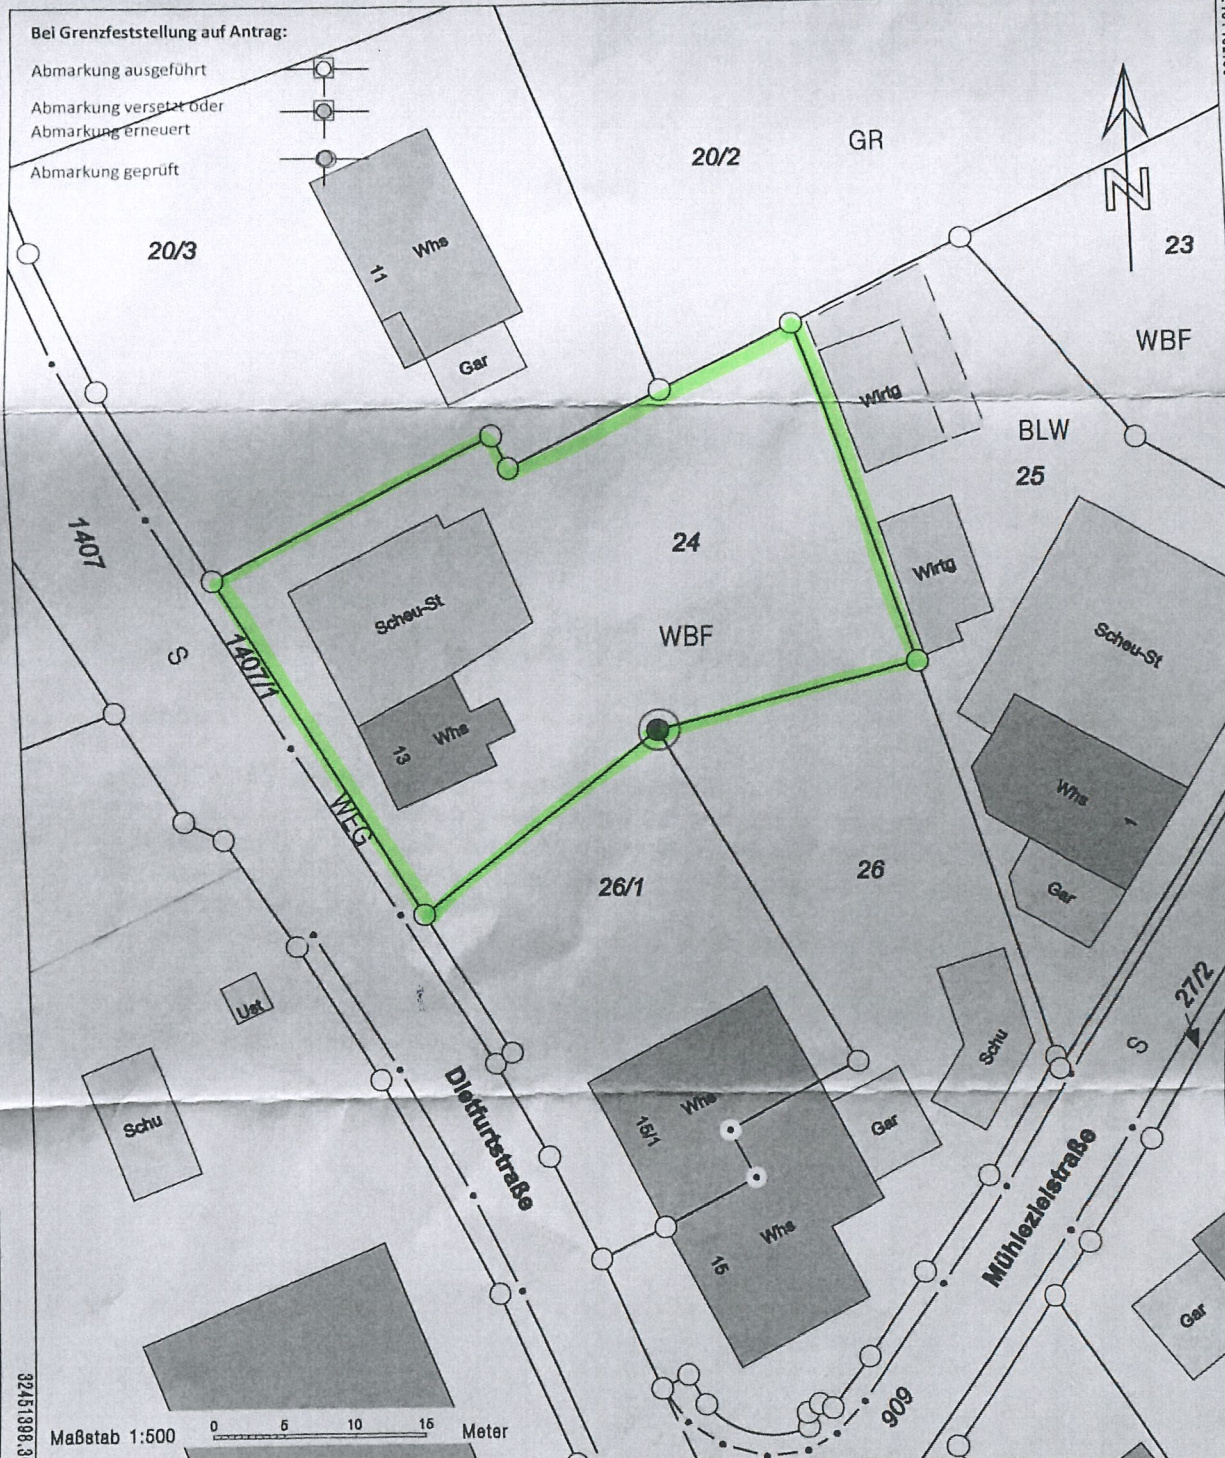 Bei Grenzfeststellung auf Antrag:
Abmarkung ausgeführt
Abmarkung versetzt oder
Abmarkung erneuert
Abmarkung geprüft
20/2
GR
N
23
WBF
20/3
11
Whs
Gar
Wirtg
BLW
25
1407
24
Wirtg
Scheu-St
WBF
Scheu-St
S
1407/1
13
Whs
WEG
Whs
1
26/1
26
Gar
Ust
Schu
27/2
S
Schu
Dietfurtstraße
15/1
Whs
Gar
Mühlezielstraße
15
Whs
Gar
909
Maßstab 1:500
0 5 10 15
Meter
32451898.3